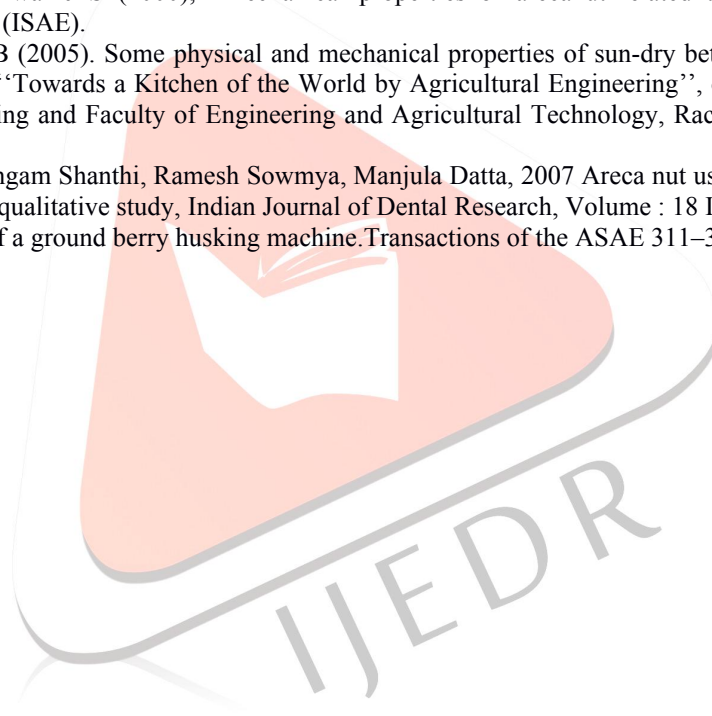 (ISAE).
B (2005). Some physical and mechanical properties of sun-dry bet
‘‘Towards a Kitchen of the World by Agricultural Engineering’’,
ing and Faculty of Engineering and Agricultural Technology, Rac
ngam Shanthi, Ramesh Sowmya, Manjula Datta, 2007 Areca nut us
qualitative study, Indian Journal of Dental Research, Volume : 18 I
f a ground berry husking machine.Transactions of the ASAE 311–3
IJEDR